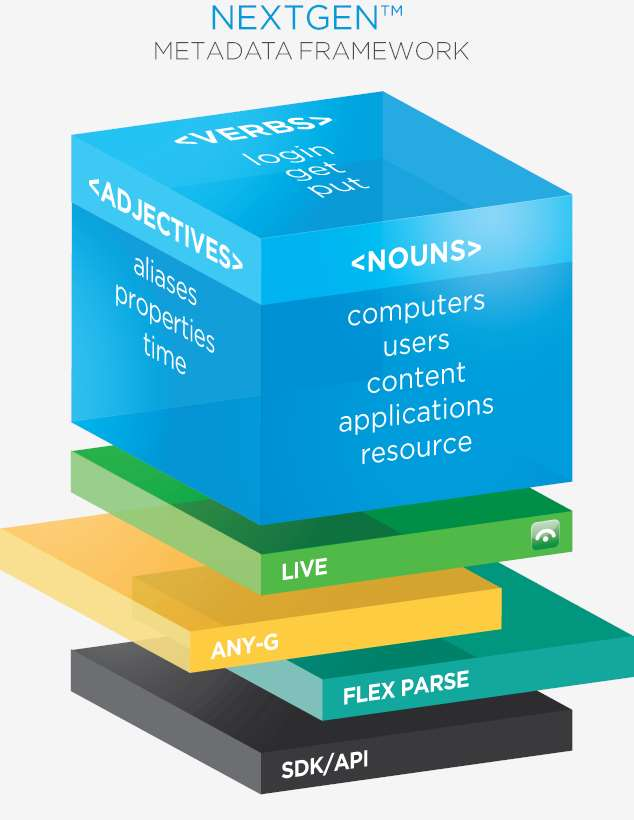 NEXTGEN™
METADATA FRAMEWORK
<VERBS>
login
get
put
<ADJECTIVES>
aliases
properties
time
<NOUNS>
computers
users
content
applications
resource
LIVE
ANY-G
FLEX PARSE
SDK/API